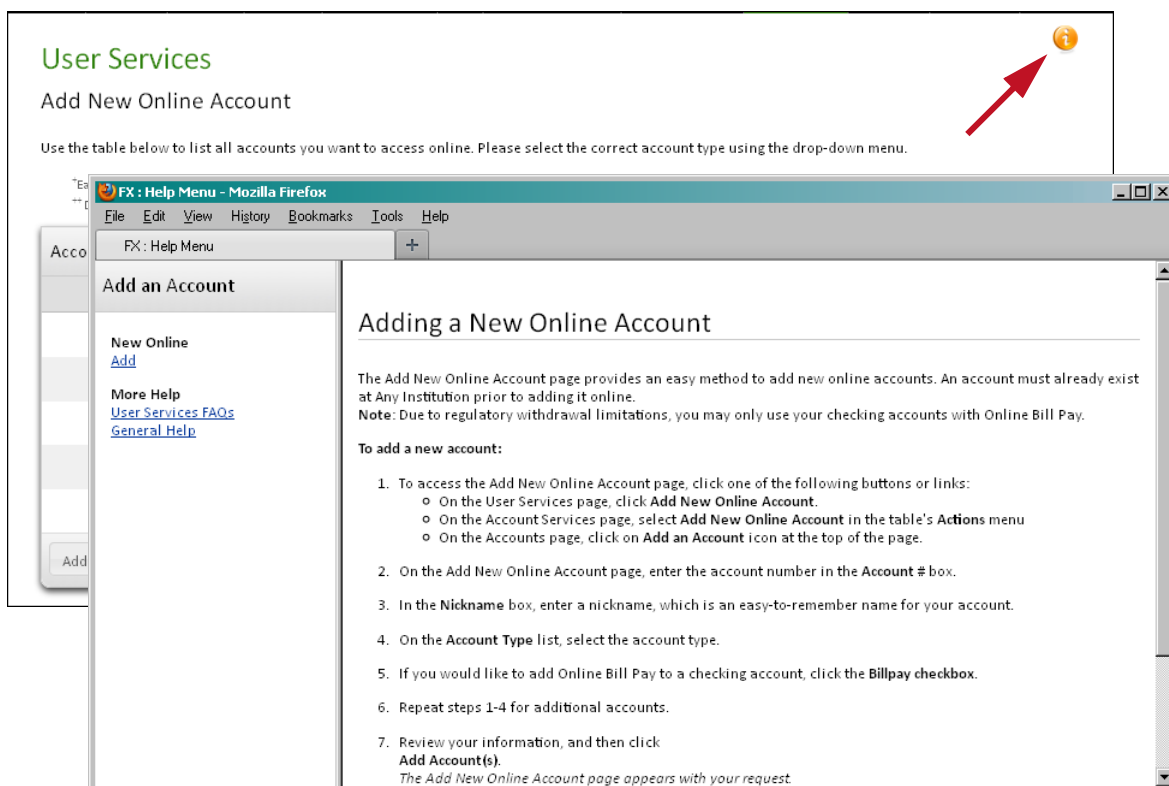 User Services
Add New Online Account
Use the table below to list all accounts you want to access online. Please select the correct account type using the drop-down menu.
FX : Help Menu - Mozilla Firefox
File Edit View History Bookmarks Tools Help
FX : Help Menu +
Add an Account
New Online
Add
More Help
User Services FAQs
General Help
Adding a New Online Account
The Add New Online Account page provides an easy method to add new online accounts. An account must already exist
at Any Institution prior to adding it online.
Note: Due to regulatory withdrawal limitations, you may only use your checking accounts with Online Bill Pay.
To add a new account:
1. To access the Add New Online Account page, click one of the following buttons or links:
On the User Services page, click Add New Online Account.
On the Account Services page, select Add New Online Account in the table's Actions menu
On the Accounts page, click on Add an Account icon at the top of the page.
2. On the Add New Online Account page, enter the account number in the Account # box.
3. In the Nickname box, enter a nickname, which is an easy-to-remember name for your account.
4. On the Account Type list, select the account type.
5. If you would like to add Online Bill Pay to a checking account, click the Billpay checkbox.
6. Repeat steps 1-4 for additional accounts.
7. Review your information, and then click
Add Account(s).
The Add New Online Account page appears with your request.
Acco
Add